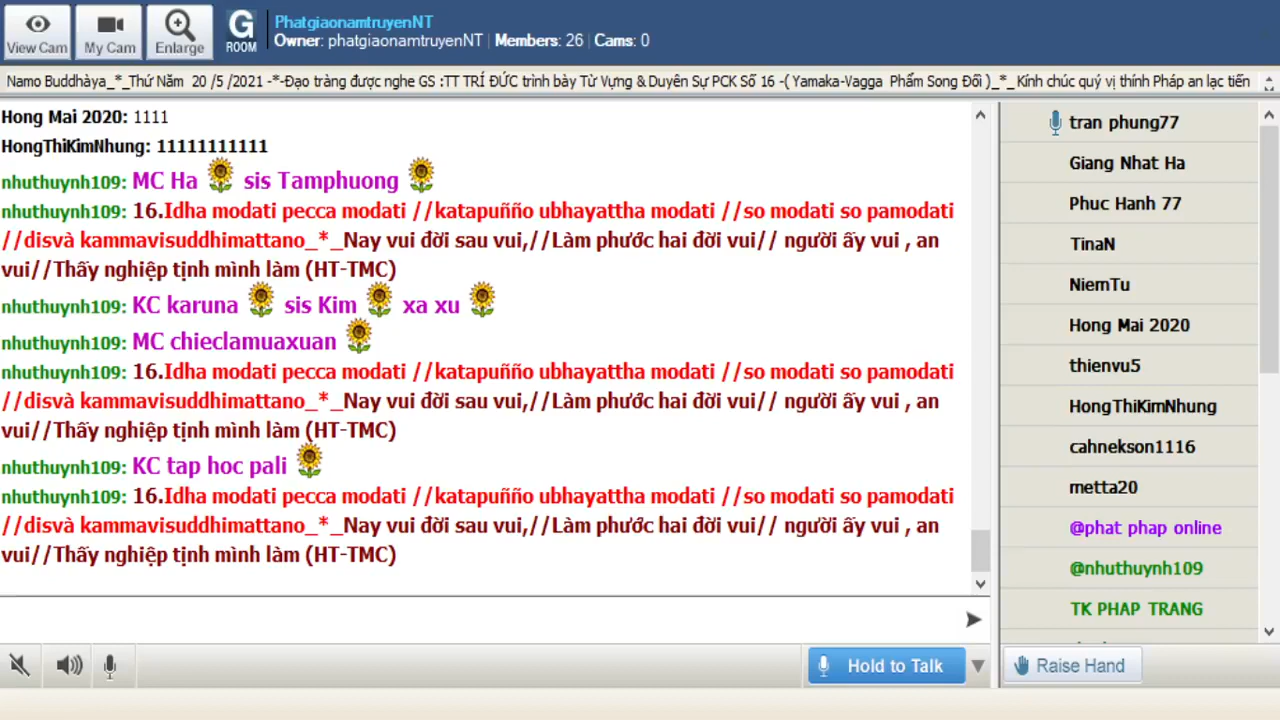 View Cam
My Cam
Enlarge
G
ROOM
PhatgiaonamtruyenNT
Owner: phatgiaonamtruyenNT | Members: 26 | Cams: 0
Namo Buddhàya_*_Thứ Năm 20 /5 /2021 -*-Đạo tràng được nghe GS :TT TRÍ ĐỨC trình bày Từ Vựng & Duyên Sự PCK Số 16 -( Yamaka-Vagga Phẩm Song Đối )_*_ Kính chúc quý vị thính Pháp an lạc tiến
Hong Mai 2020: 1111
HongThiKimNhung: 11111111111
nhuthuynh109: MC Ha sis Tamphuong
nhuthuynh109: 16.Idha modati pecca modati //katapuñño ubhayattha modati //so modati so pamodati
//disvà kammavisuddhimattano_*_Nay vui đời sau vui,//Làm phước hai đời vui// người ấy vui , an
vui//Thấy nghiệp tịnh mình làm (HT-TMC)
nhuthuynh109: KC karuna sis Kim xa xu
nhuthuynh109: MC chieclamuaxuan
nhuthuynh109: 16.Idha modati pecca modati //katapuñño ubhayattha modati //so modati so pamodati
//disvà kammavisuddhimattano_*_Nay vui đời sau vui,//Làm phước hai đời vui// người ấy vui , an
vui//Thấy nghiệp tịnh mình làm (HT-TMC)
nhuthuynh109: KC tap hoc pali
nhuthuynh109: 16.Idha modati pecca modati //katapuñño ubhayattha modati //so modati so pamodati
//disvà kammavisuddhimattano_*_Nay vui đời sau vui,//Làm phước hai đời vui// người ấy vui , an
vui//Thấy nghiệp tịnh mình làm (HT-TMC)
Hold to Talk
tran phung77
Giang Nhat Ha
Phuc Hanh 77
TinaN
NiemTu
Hong Mai 2020
thienvu5
HongThiKimNhung
cahnekson1116
metta20
@phat phap online
@nhuthuynh109
TK PHAP TRANG
Raise Hand